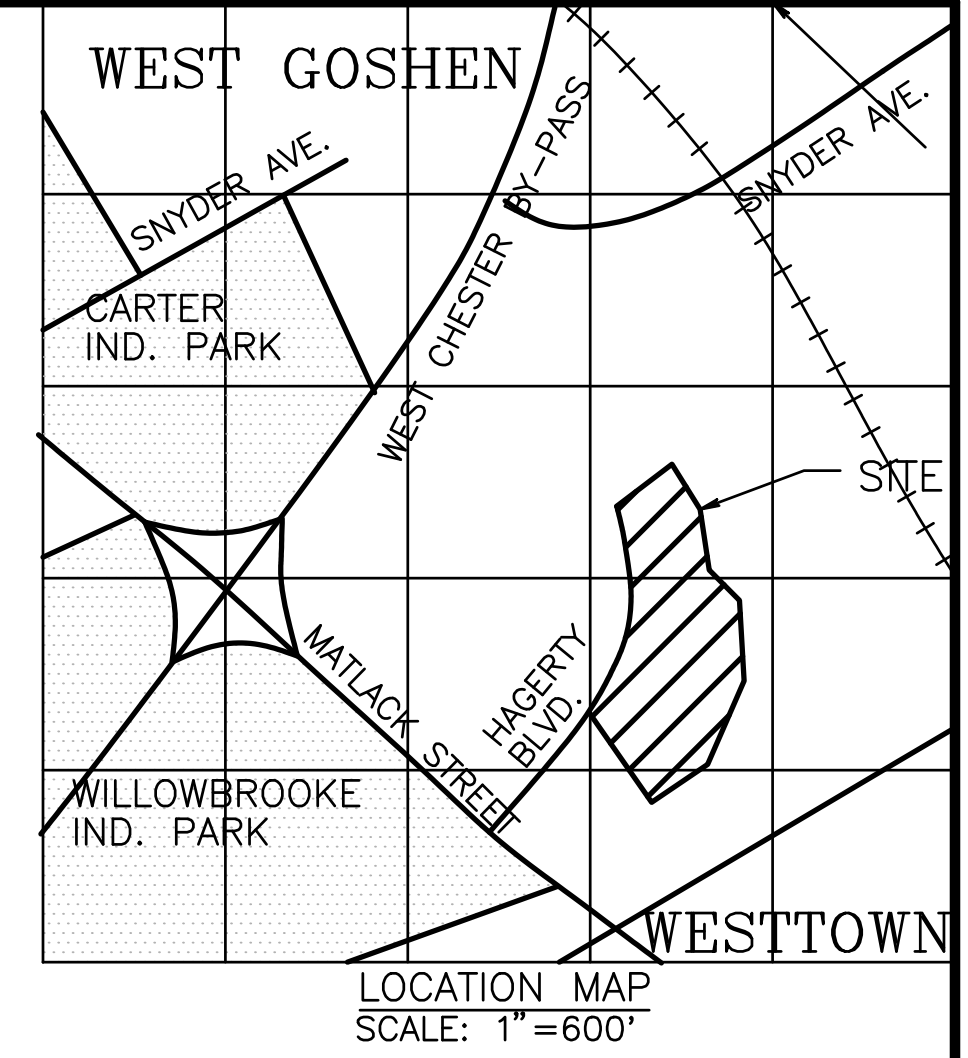 WEST GOSHEN
SNYDER AVE.
BY-PASS
SNYDER AVE.
CARTER
IND. PARK
WEST CHESTER
SITE
MATLACK STREET
HAGERTY
BLVD.
WILLOWBROOKE
IND. PARK
WESTTOWN
LOCATION MAP
SCALE: 1"=600'